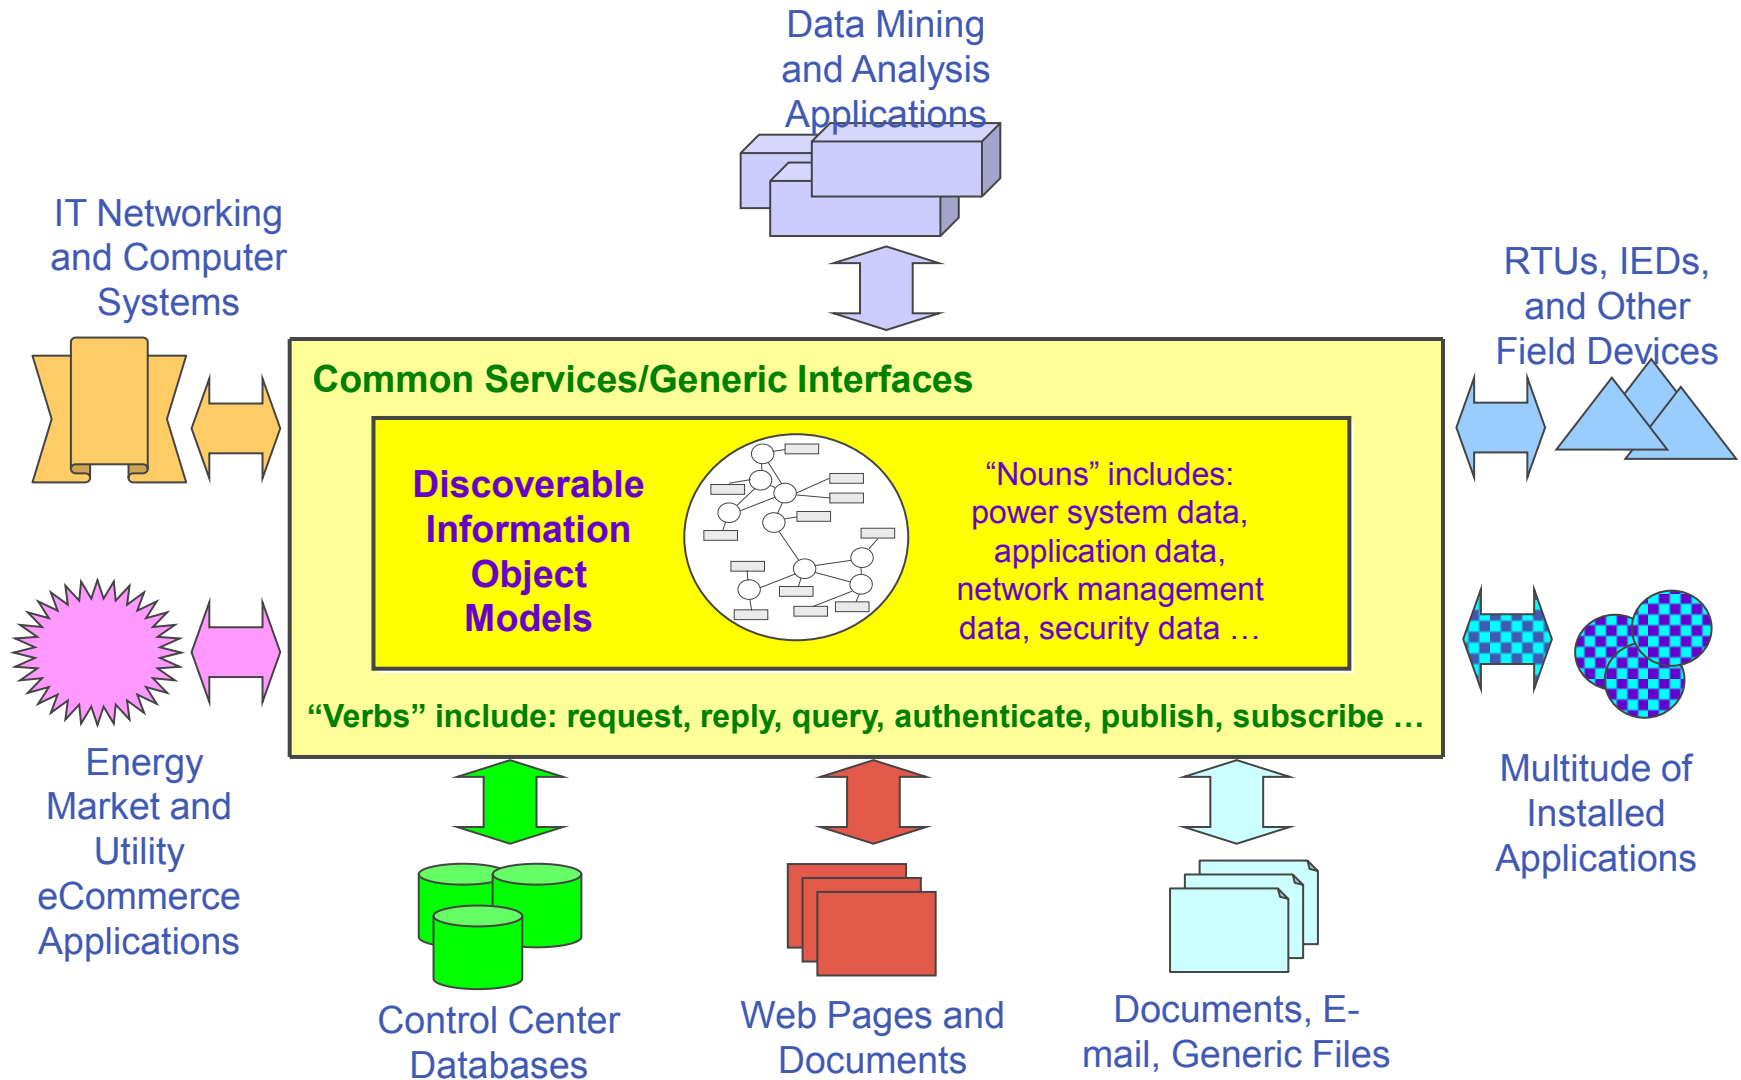 Data Mining
and Analysis
Applications
IT Networking
and Computer
Systems
RTUs, IEDs,
and Other
Field Devices
Common Services/Generic Interfaces
Discoverable
Information
Object
Models
“Nouns” includes:
power system data,
application data,
network management
data, security data …
“Verbs” include: request, reply, query, authenticate, publish, subscribe …
Energy
Market and
Utility
eCommerce
Applications
Multitude of
Installed
Applications
Control Center
Databases
Web Pages and
Documents
Documents, E-
mail, Generic Files